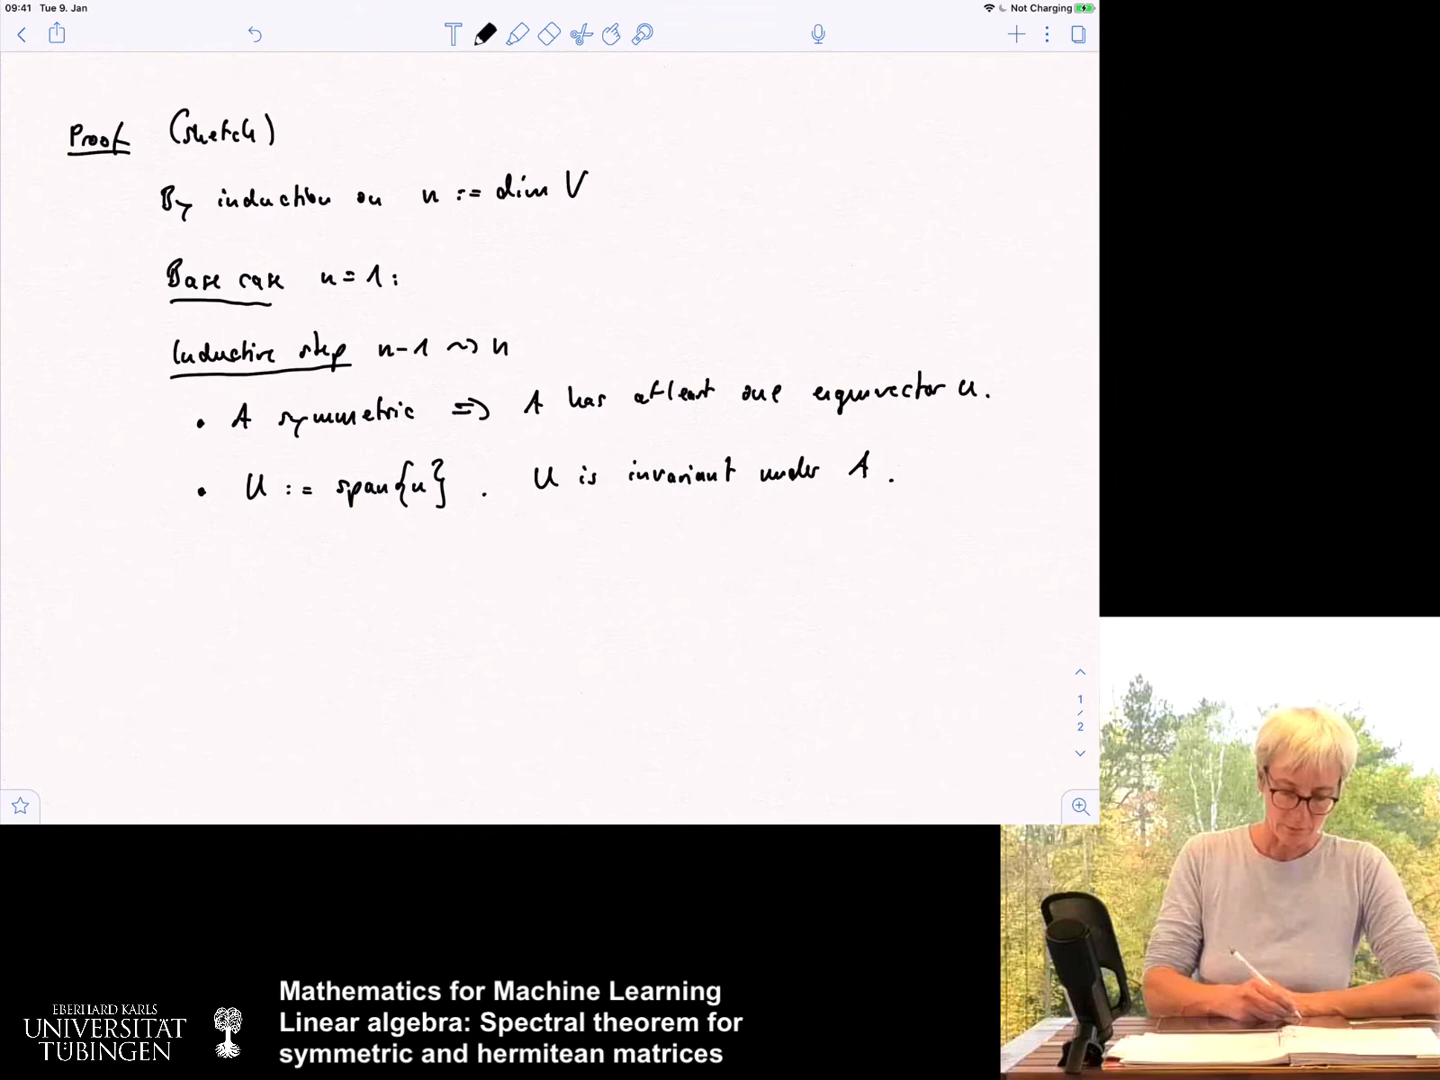 09:41 Tue 9. Jan
Not Charging
Proof (Sketch)
By induction on n := dim V
Base case n = 1:
Inductive step n-1 ⇝ n
• A symmetric ⇒ A has at least one eigenvector u.
• U := span{u}. U is invariant under A.
1
/
2
EBERHARD KARLS
UNIVERSITÄT
TÜBINGEN
Mathematics for Machine Learning
Linear algebra: Spectral theorem for
symmetric and hermitean matrices